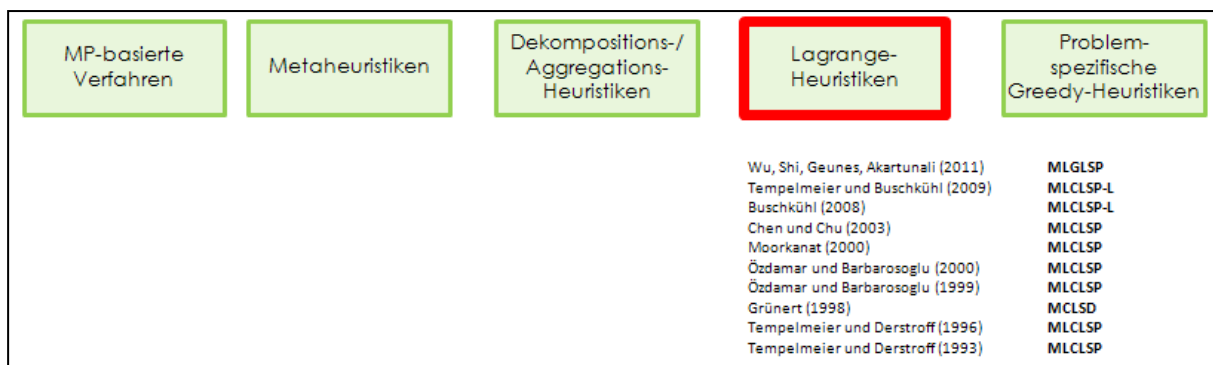 MP-basierte
Verfahren
Metaheuristiken
Dekompositions-/
Aggregations-
Heuristiken
Lagrange-
Heuristiken
Problem-
spezifische
Greedy-Heuristiken
Wu, Shi, Geunes, Akartunali (2011) MLGLSP
Tempelmeier und Buschkühl (2009) MLCLSP-L
Buschkühl (2008) MLCLSP-L
Chen und Chu (2003) MLCLSP
Moorkanat (2000) MLCLSP
Özdamar und Barbarosoglu (2000) MLCLSP
Özdamar und Barbarosoglu (1999) MLCLSP
Grünert (1998) MCLSD
Tempelmeier und Derstroff (1996) MLCLSP
Tempelmeier und Derstroff (1993) MLCLSP